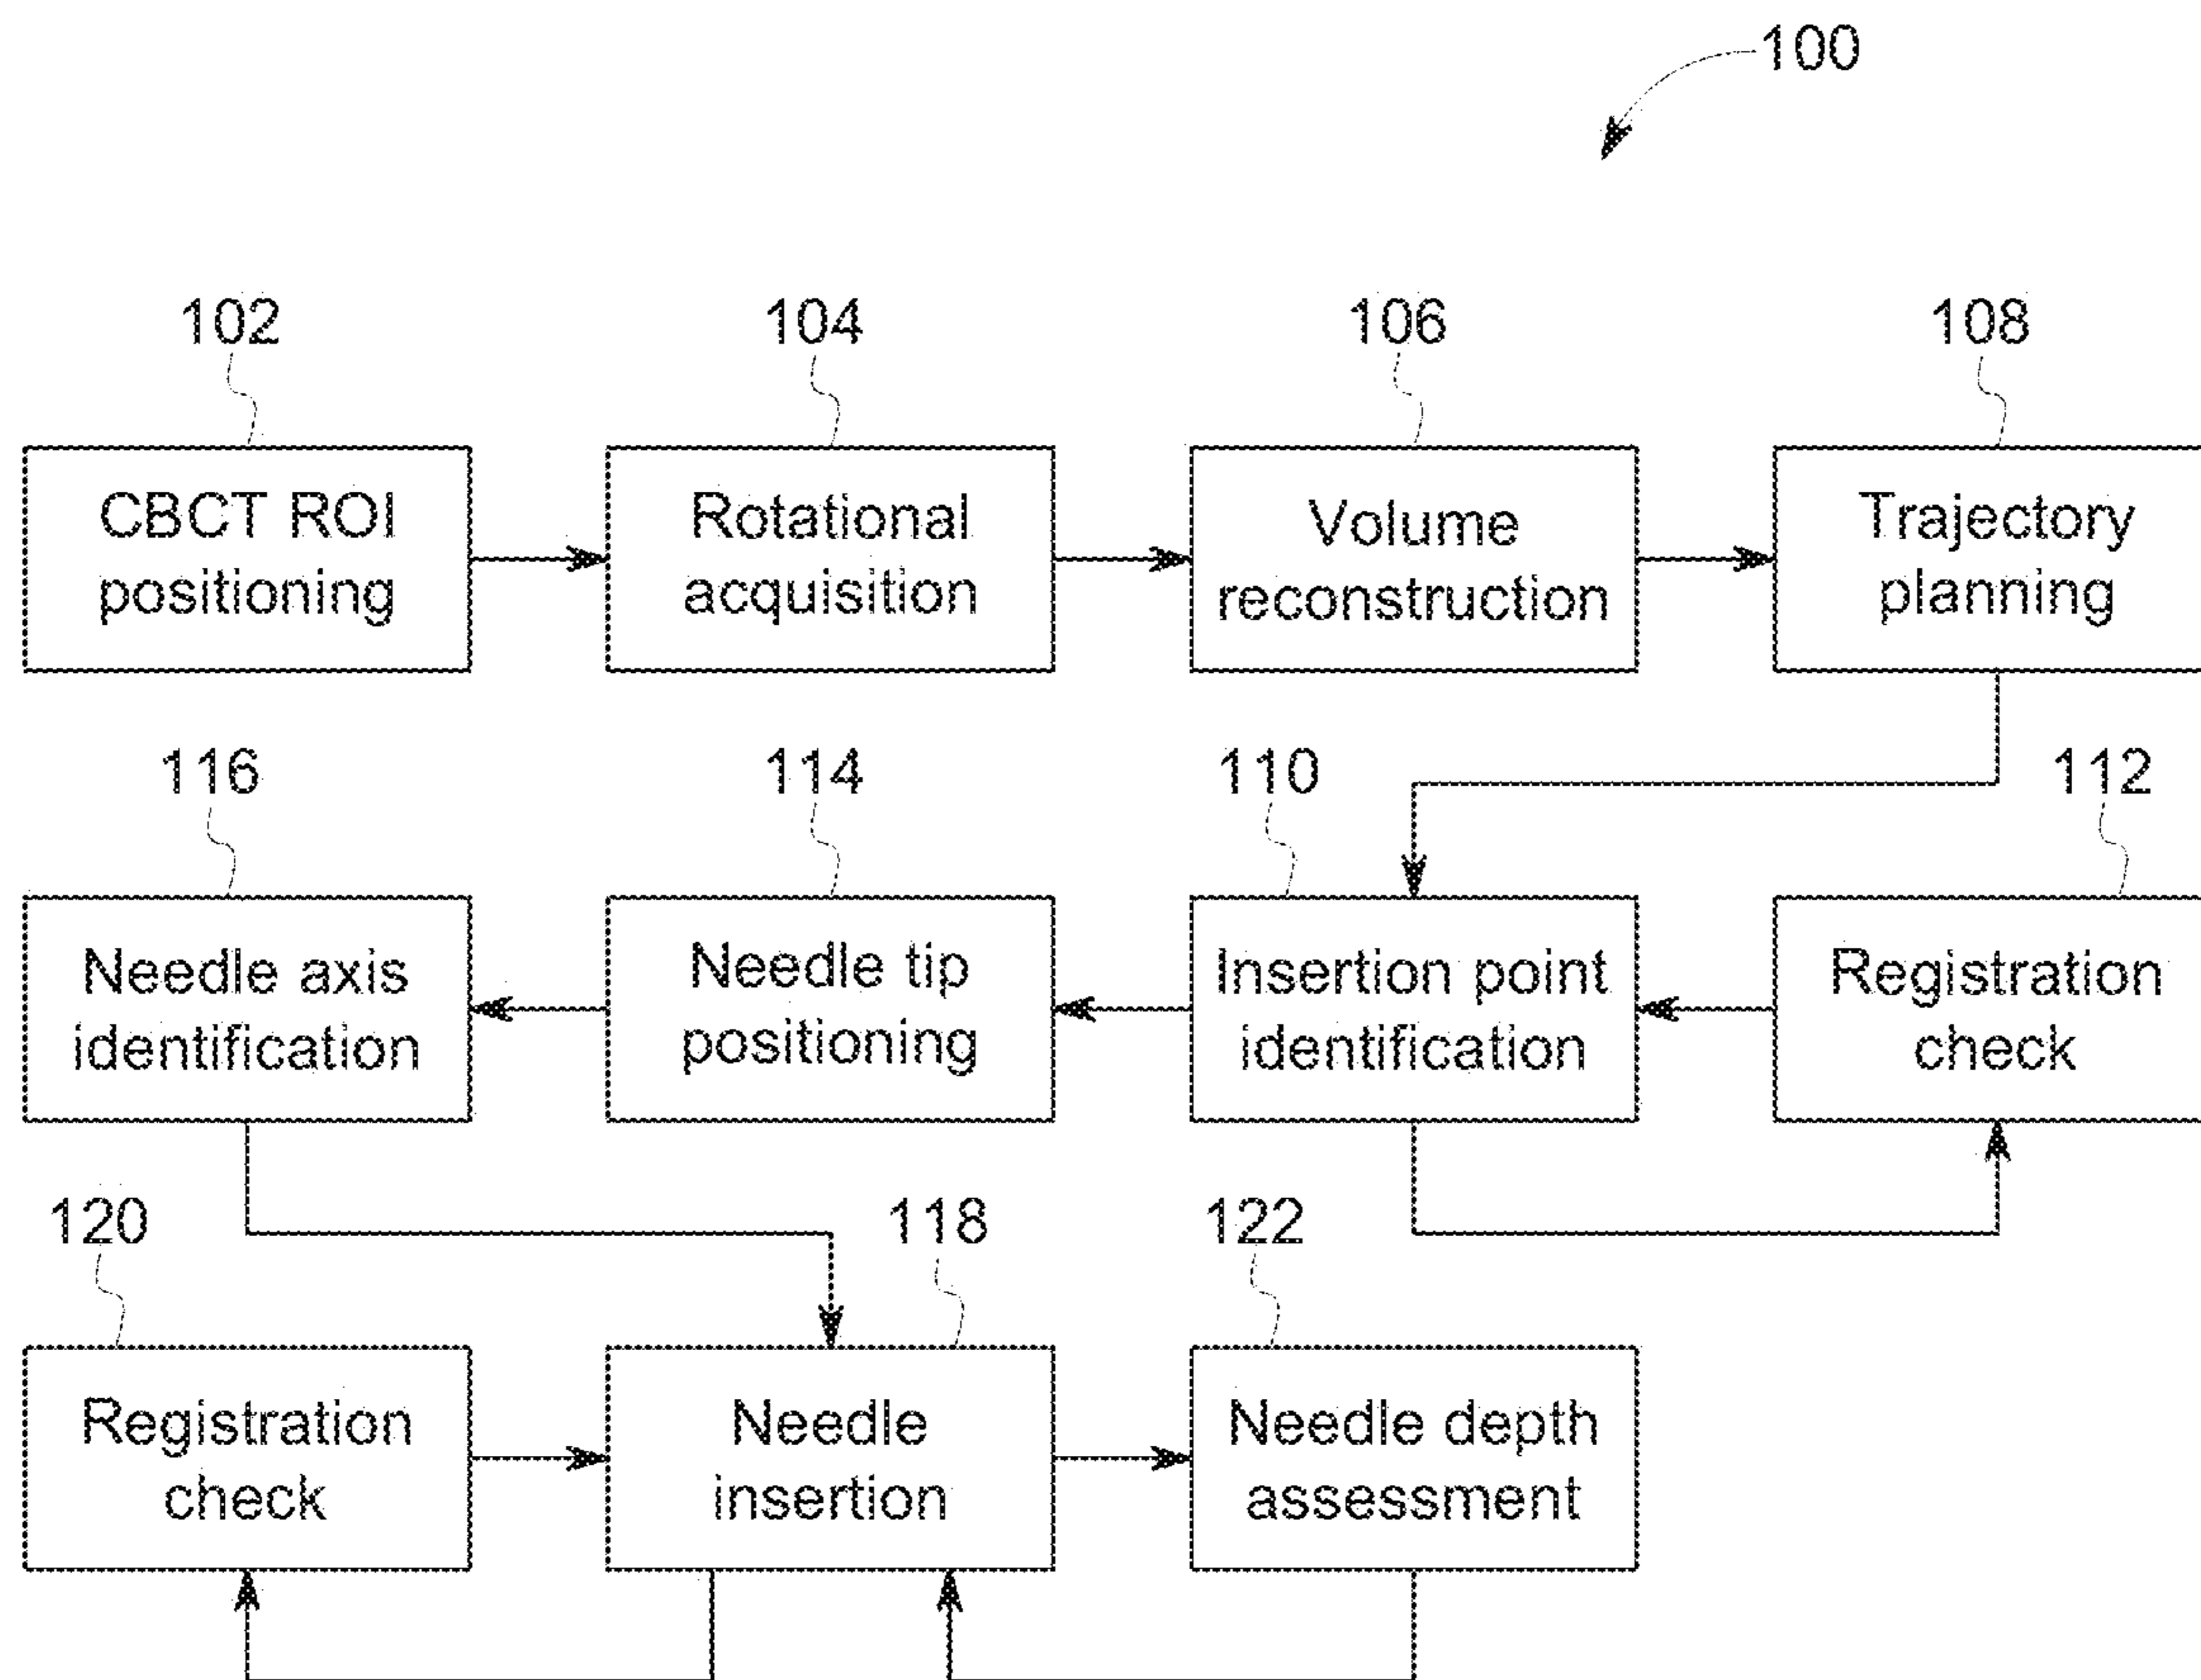 100
102
104
106
108
CBCT ROI
positioning
Rotational
acquisition
Volume
reconstruction
Trajectory
planning
116
114
110
112
Needle axis
identification
Needle tip
positioning
Insertion point
identification
Registration
check
120
118
122
Registration
check
Needle
insertion
Needle depth
assessment